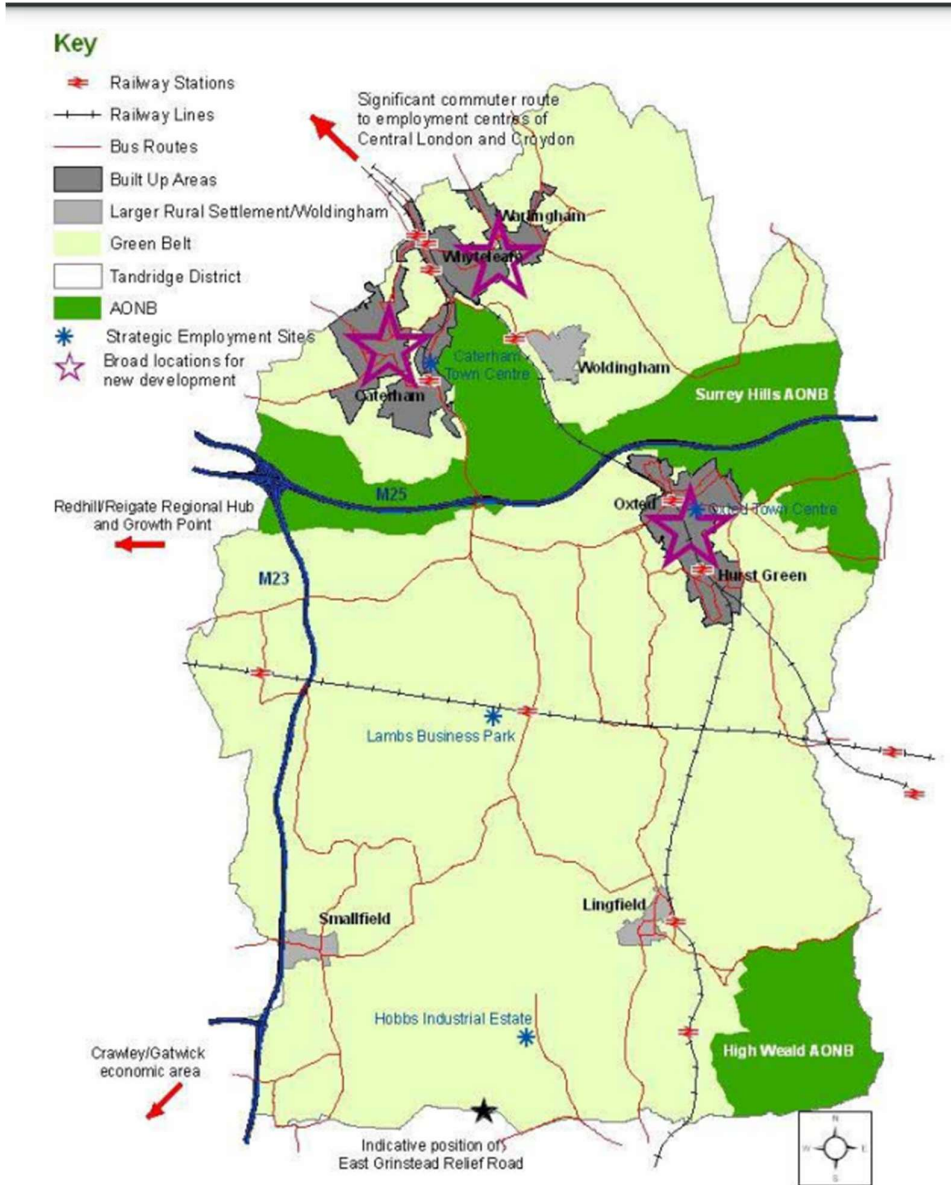 Key
Railway Stations
Railway Lines
Bus Routes
Built Up Areas
Larger Rural Settlement/Woldingham
Green Belt
Tandridge District
AONB
Strategic Employment Sites
Broad locations for
new development
Significant commuter route
to employment centres of
Central London and Croydon
Warlingham
Whyteleafe
Caterham
Town Centre
Woldingham
Caterham
Surrey Hills AONB
M25
Redhill/Reigate Regional Hub
and Growth Point
Oxted
Oxted Town Centre
M23
Hurst Green
Lambs Business Park
Smallfield
Lingfield
Hobbs Industrial Estate
Crawley/Gatwick
economic area
High Weald AONB
Indicative position of
East Grinstead Relief Road
N
W
E
S